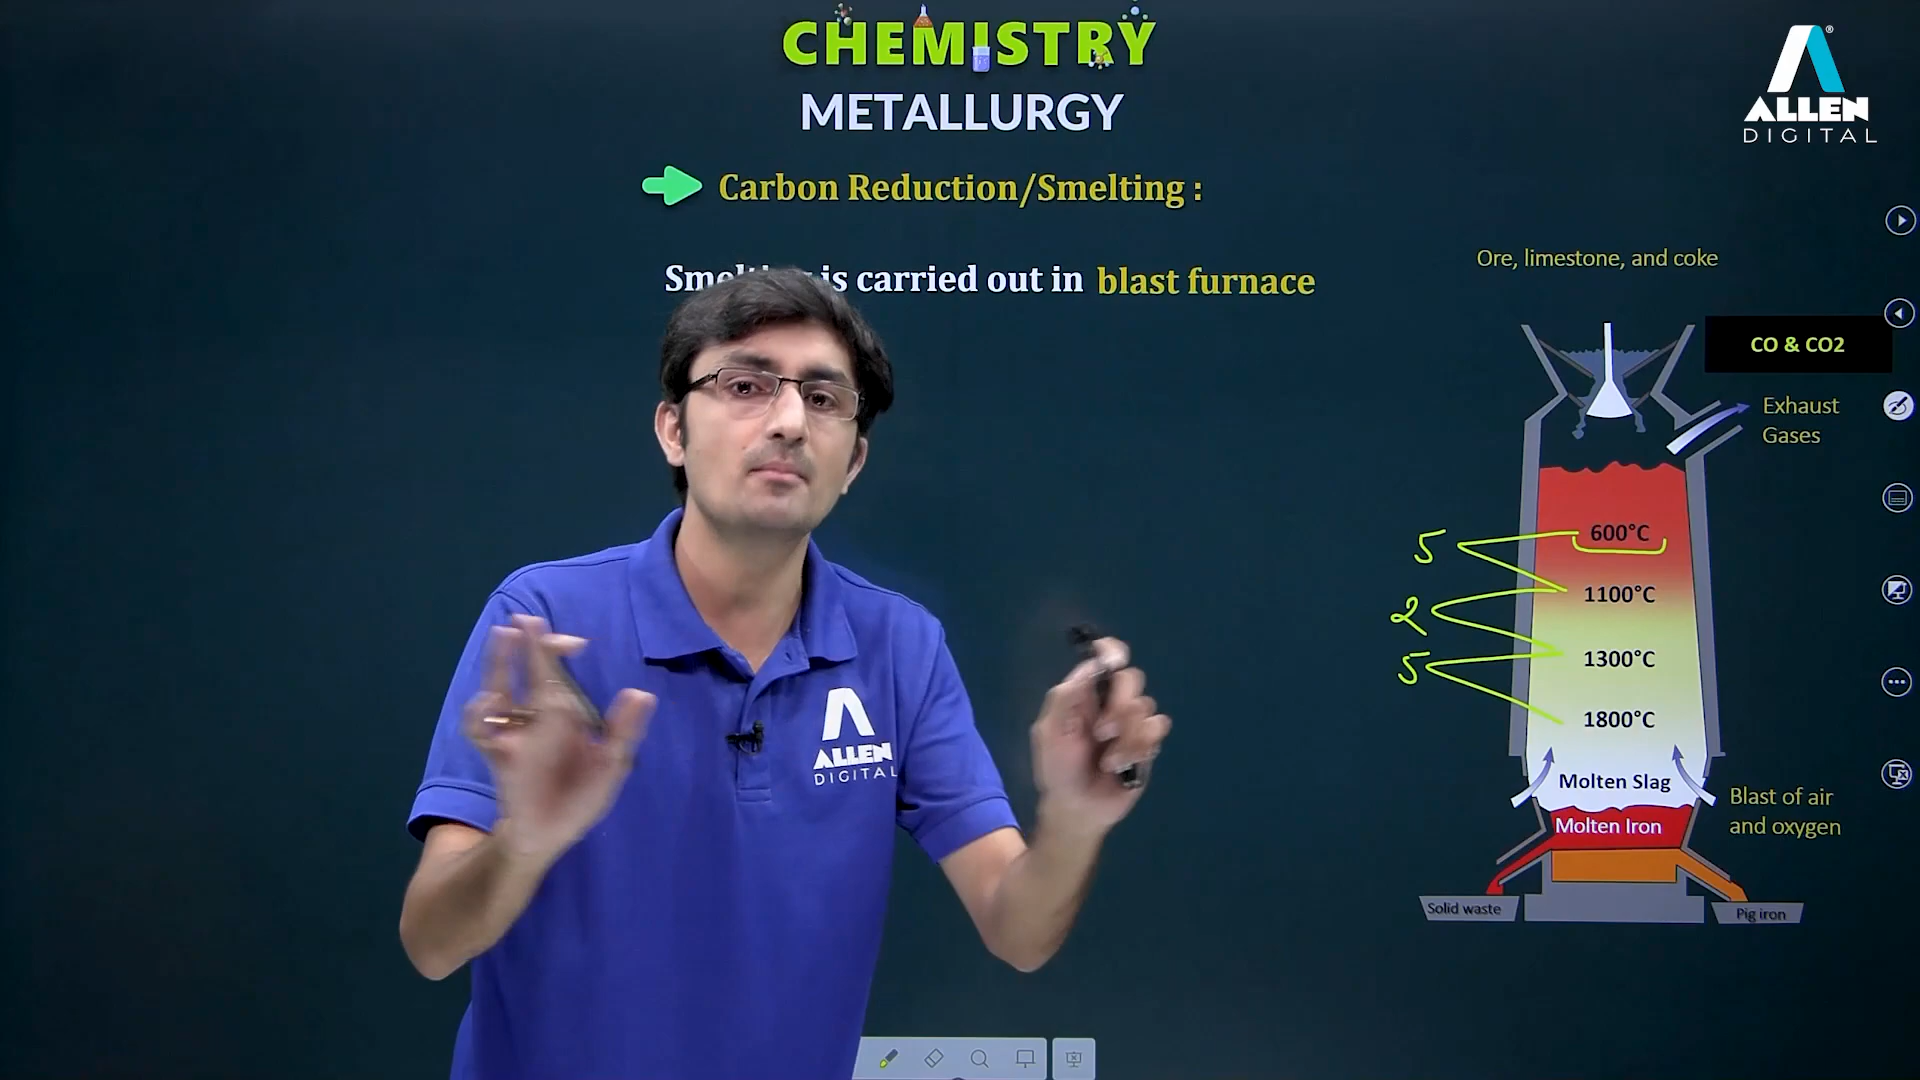 CHEMISTRY
METALLURGY
Carbon Reduction/Smelting :
Smelting is carried out in blast furnace
ALLEN
DIGITAL
Ore, limestone, and coke
CO & CO2
Exhaust
Gases
5
600°C
1100°C
2
1300°C
5
1800°C
Molten Slag
Molten Iron
Blast of air
and oxygen
Solid waste
Pig iron
ALLEN
DIGITAL